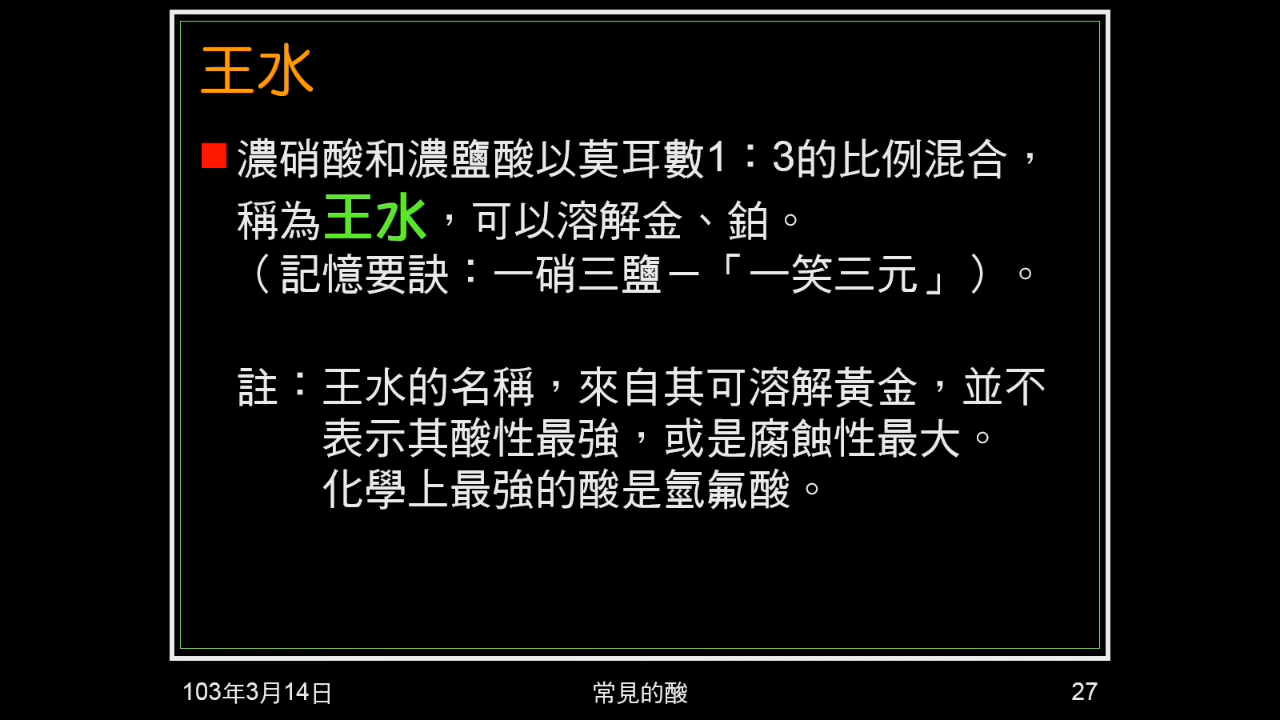 王水
濃硝酸和濃鹽酸以莫耳數1：3的比例混合，
稱為王水，可以溶解金、鉑。
（記憶要訣：一硝三鹽－「一笑三元」）。
註：王水的名稱，來自其可溶解黃金，並不
表示其酸性最強，或是腐蝕性最大。
化學上最強的酸是氫氟酸。
103年3月14日
常見的酸
27